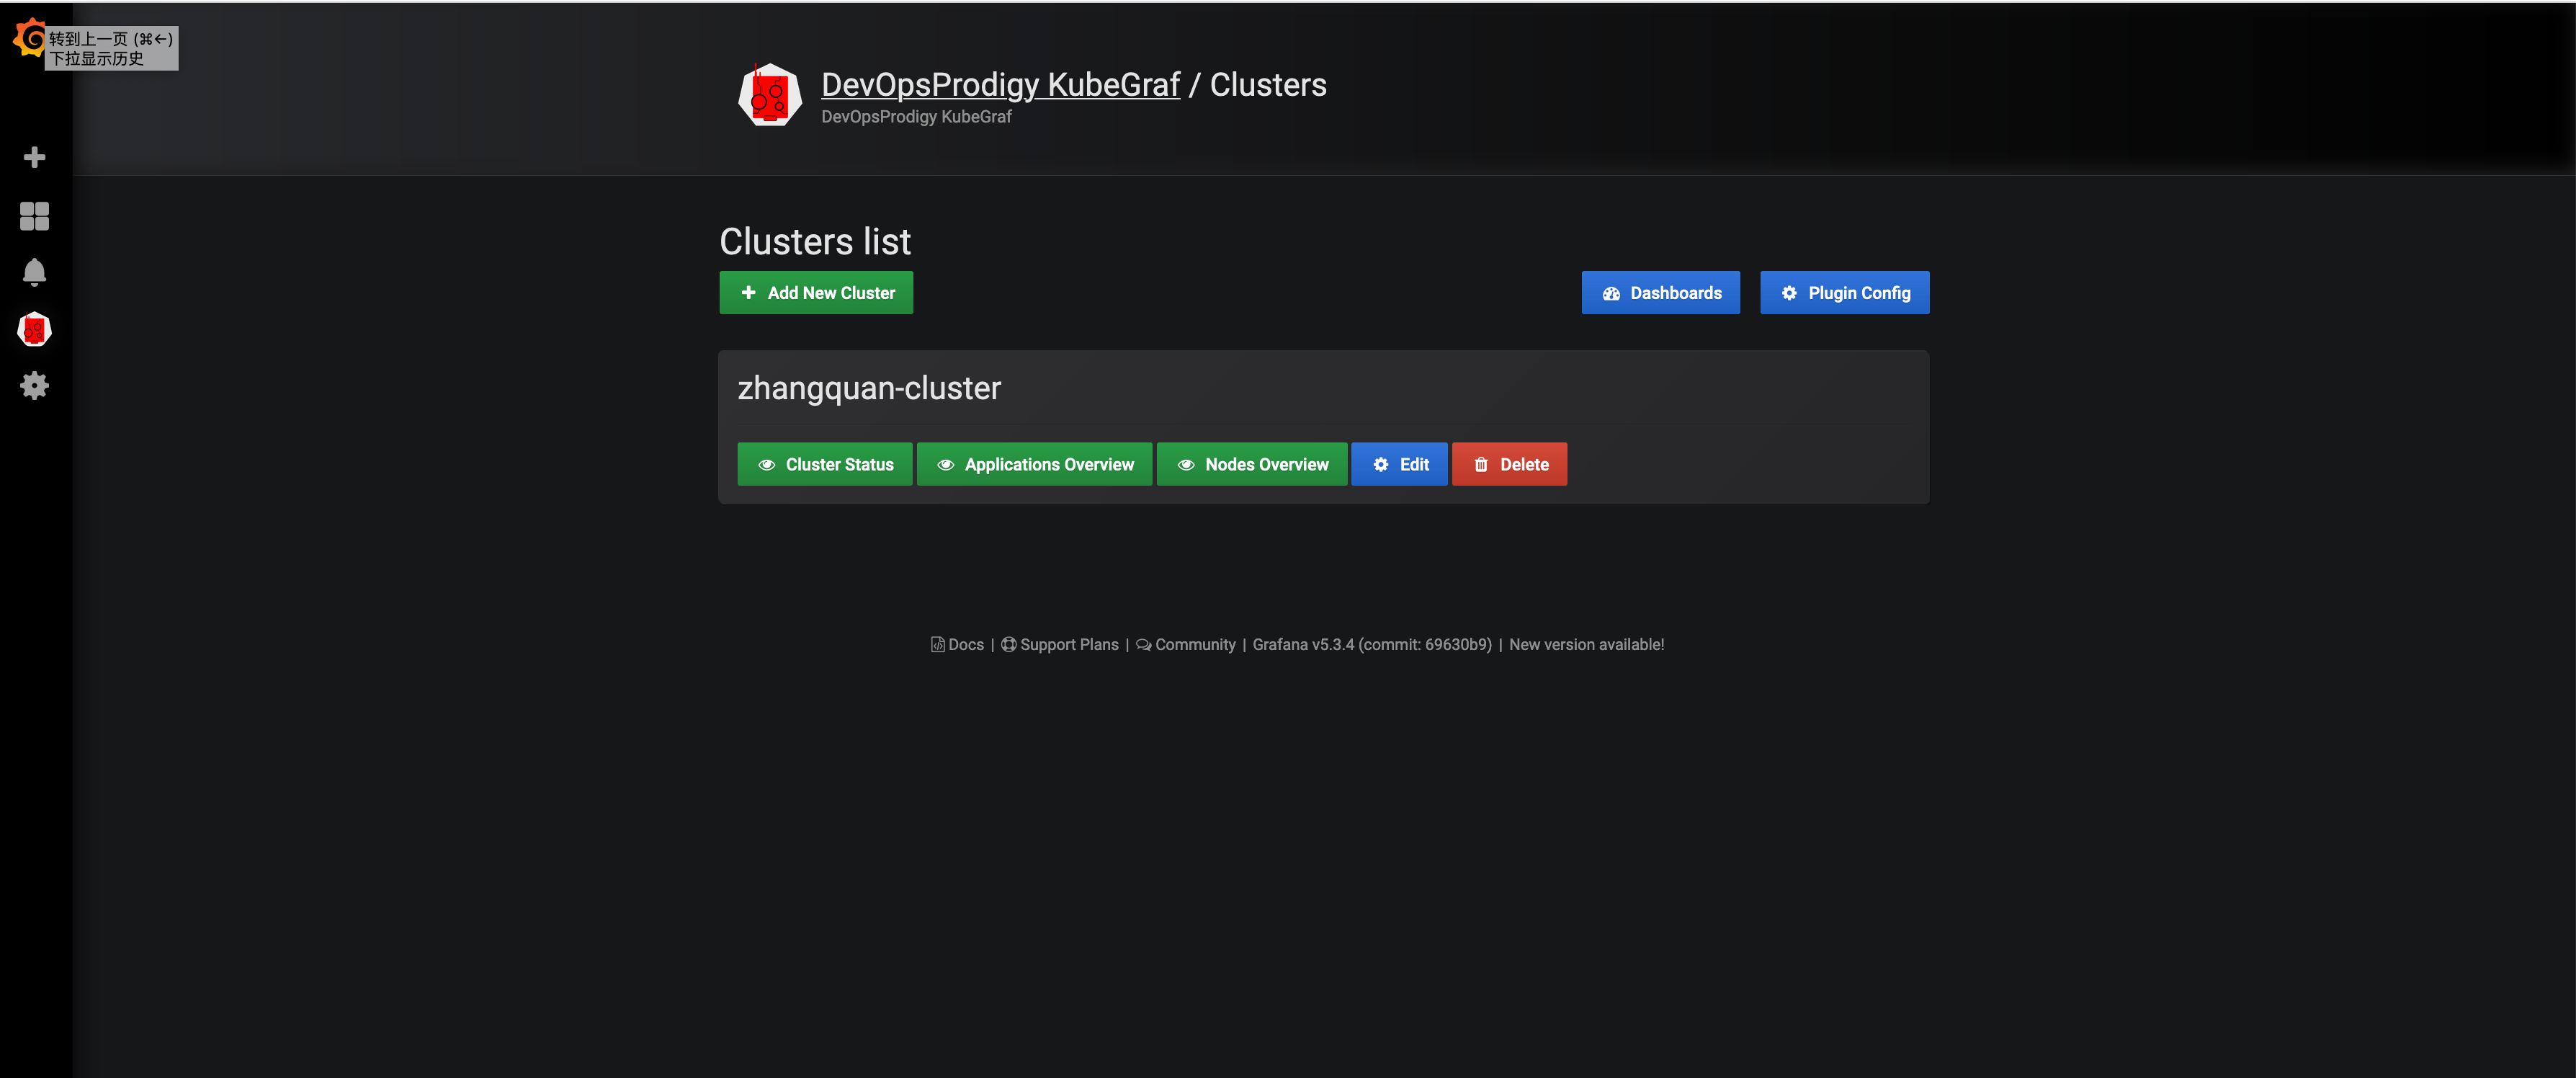 转到上一页 (⌘←)
下拉显示历史
DevOpsProdigy KubeGraf / Clusters
DevOpsProdigy KubeGraf
Clusters list
Add New Cluster
Dashboards
Plugin Config
zhangquan-cluster
Cluster Status
Applications Overview
Nodes Overview
Edit
Delete
Docs | Support Plans | Community | Grafana v5.3.4 (commit: 69630b9) | New version available!